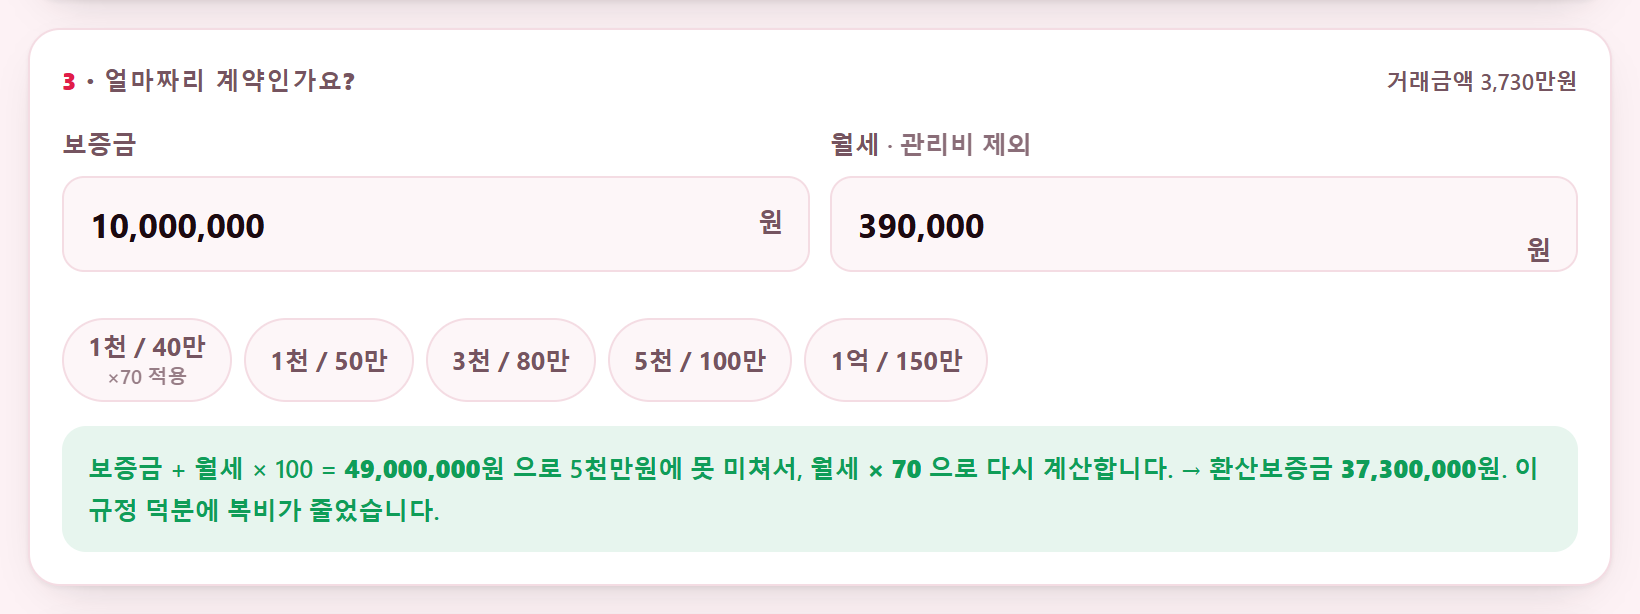 3 · 얼마짜리 계약인가요?
거래금액 3,730만원
보증금
월세 · 관리비 제외
10,000,000 원
390,000 원
1천 / 40만
×70 적용
1천 / 50만
3천 / 80만
5천 / 100만
1억 / 150만
보증금 + 월세 × 100 = 49,000,000원 으로 5천만원에 못 미쳐서, 월세 × 70 으로 다시 계산합니다. → 환산보증금 37,300,000원. 이
규정 덕분에 복비가 줄었습니다.